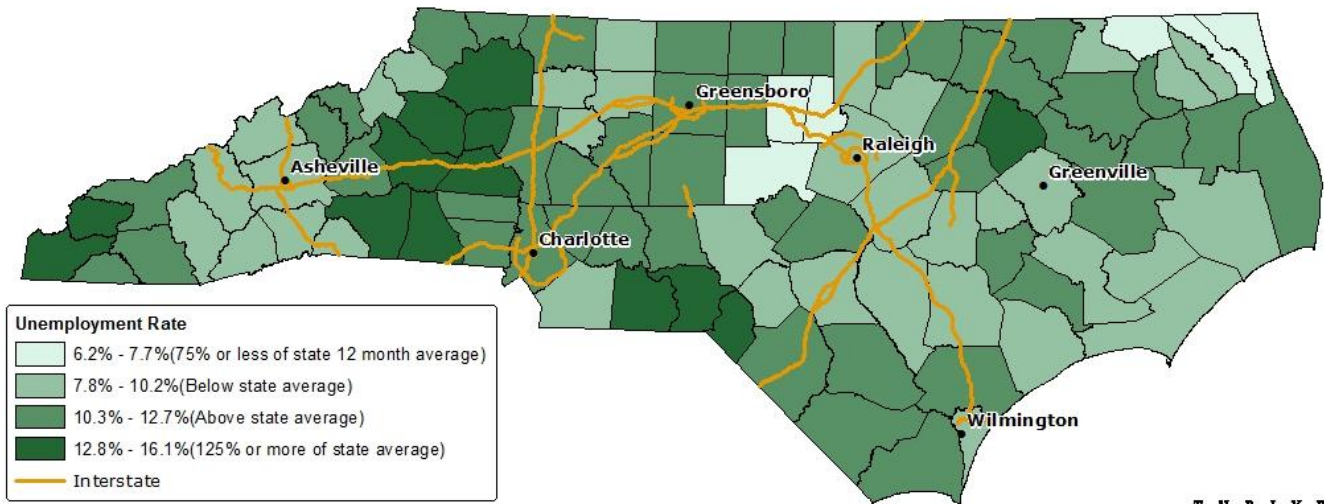 Greensboro
Raleigh
Asheville
Greenville
Charlotte
Wilmington
Unemployment Rate
6.2% - 7.7%(75% or less of state 12 month average)
7.8% - 10.2%(Below state average)
10.3% - 12.7%(Above state average)
12.8% - 16.1%(125% or more of state average)
Interstate